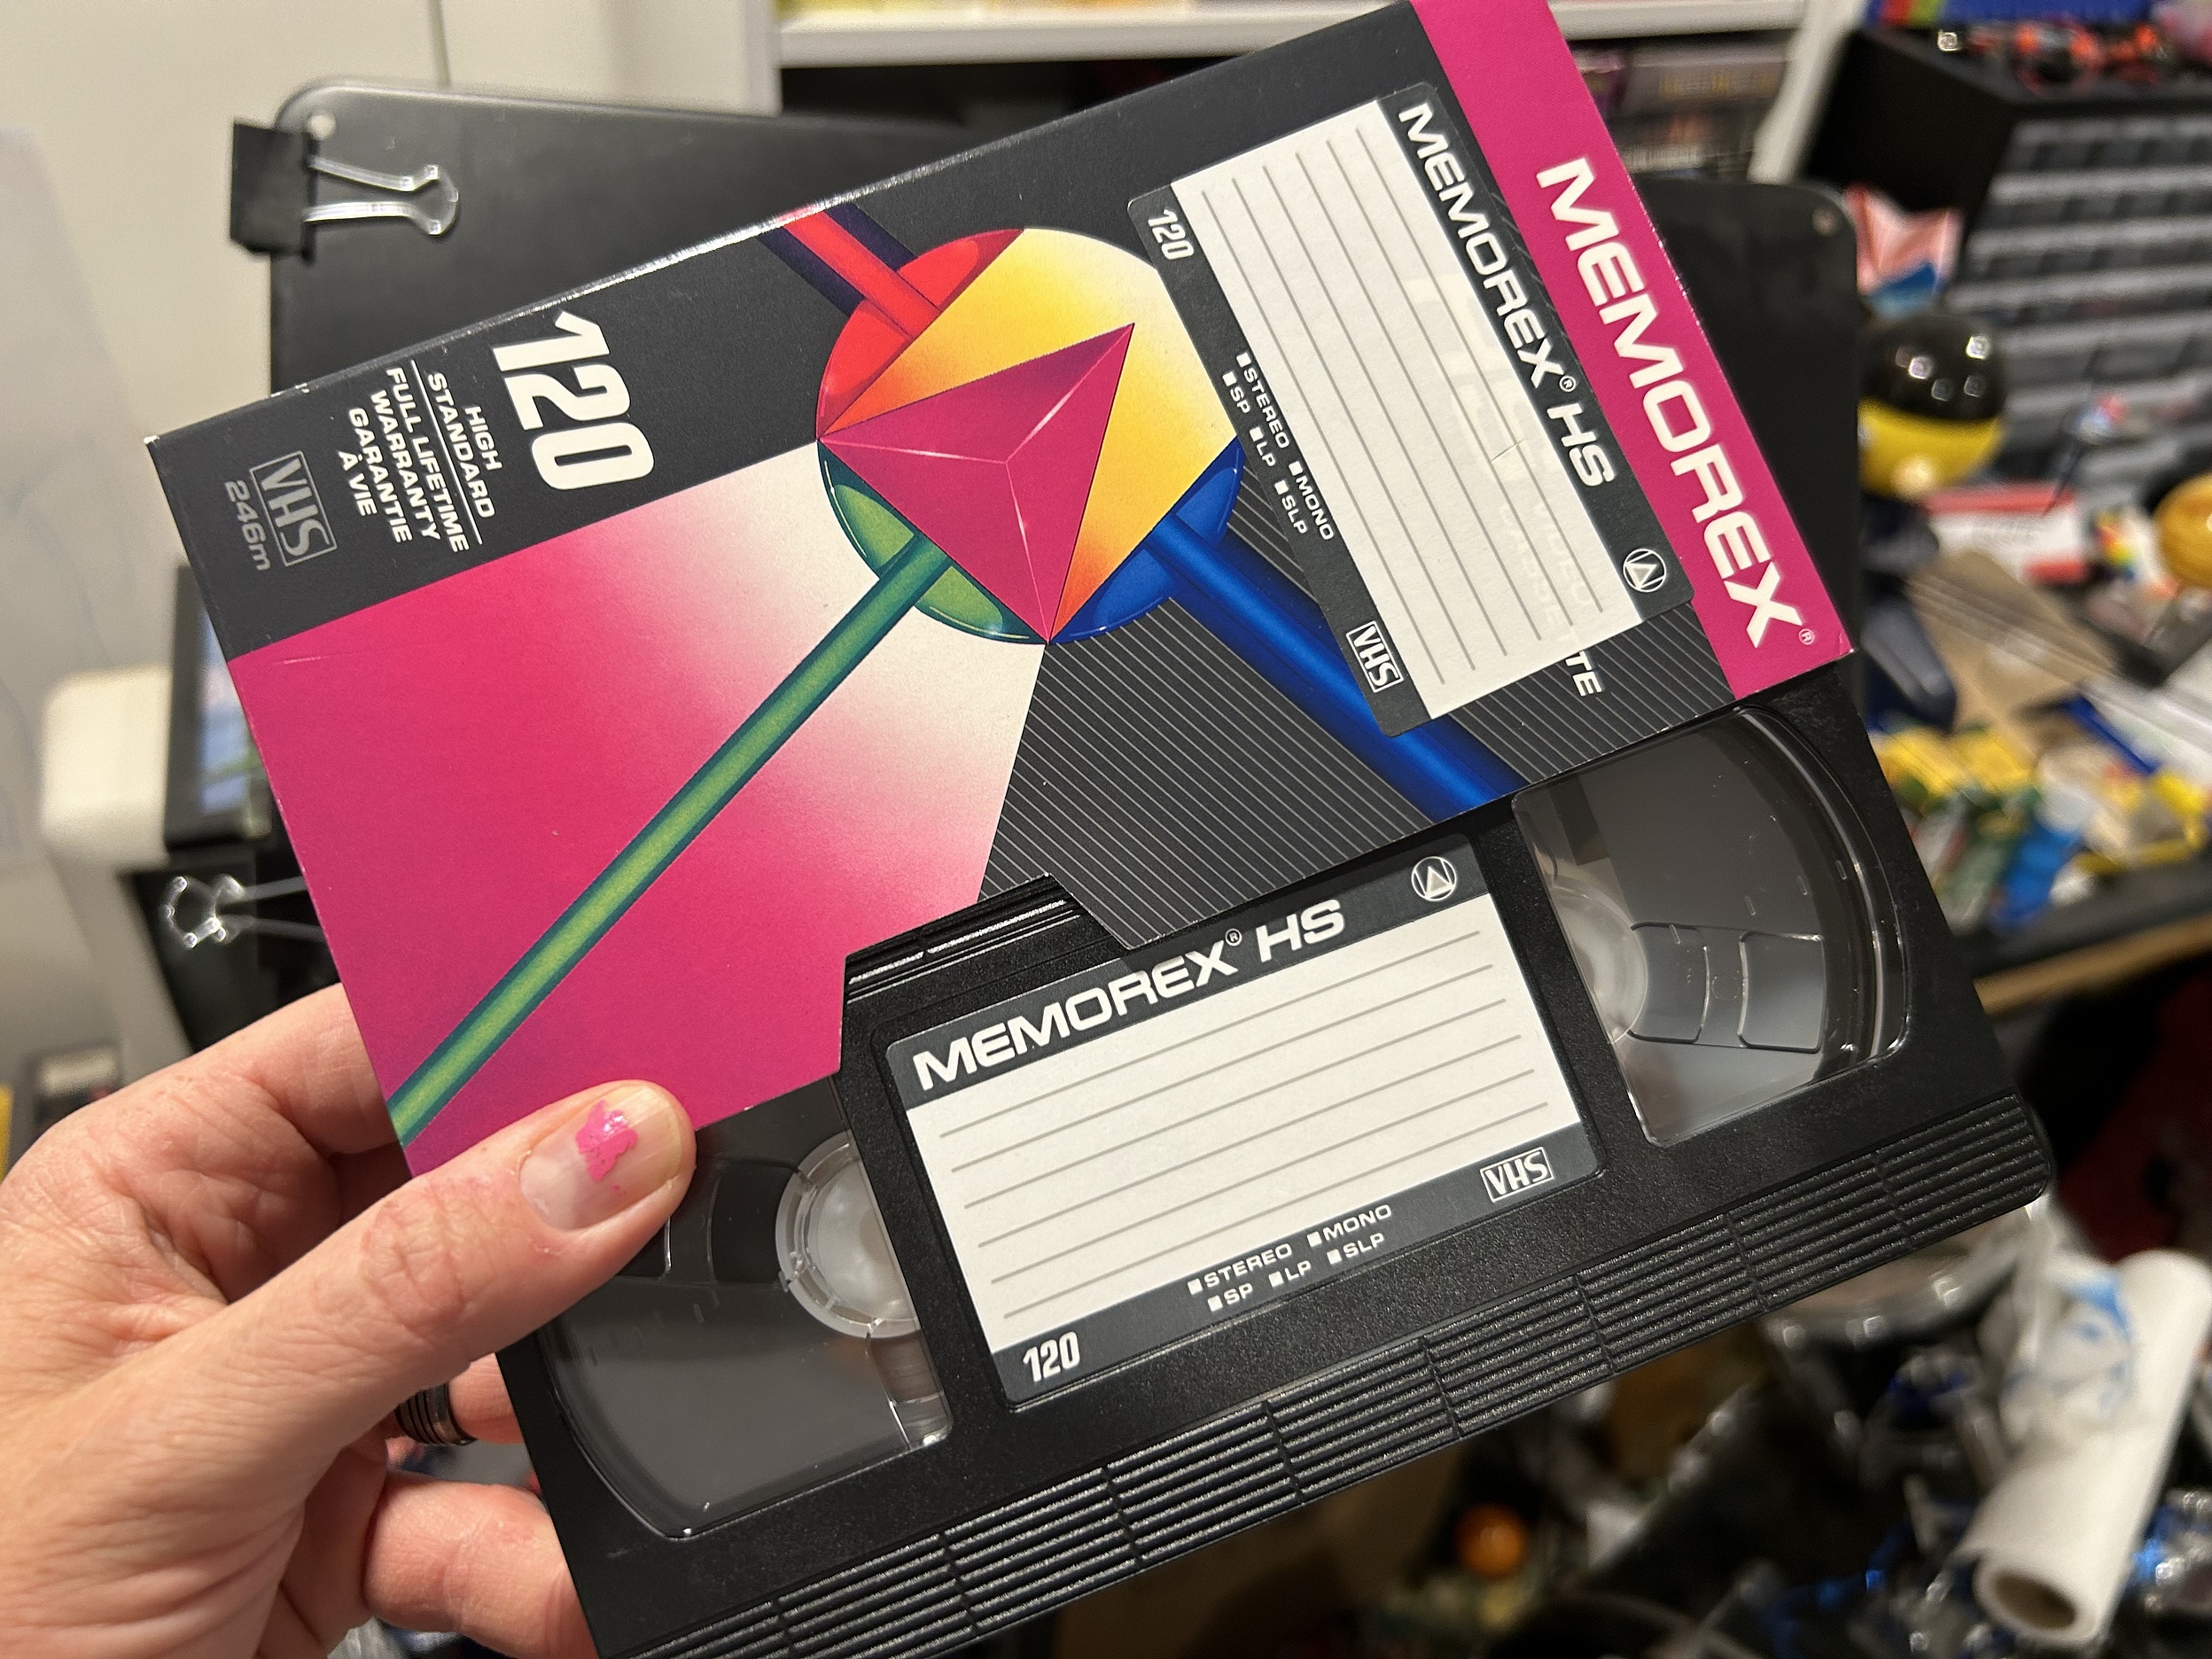 MEMOREX®
MEMOREX® HS
120
■STEREO ■MONO
■SP ■LP ■SLP
VHS
TE
120
HIGH
STANDARD
FULL LIFETIME
WARRANTY
GARANTIE
À VIE
VHS
246m
MEMOREX® HS
VHS
■STEREO ■MONO
■SP ■LP ■SLP
120